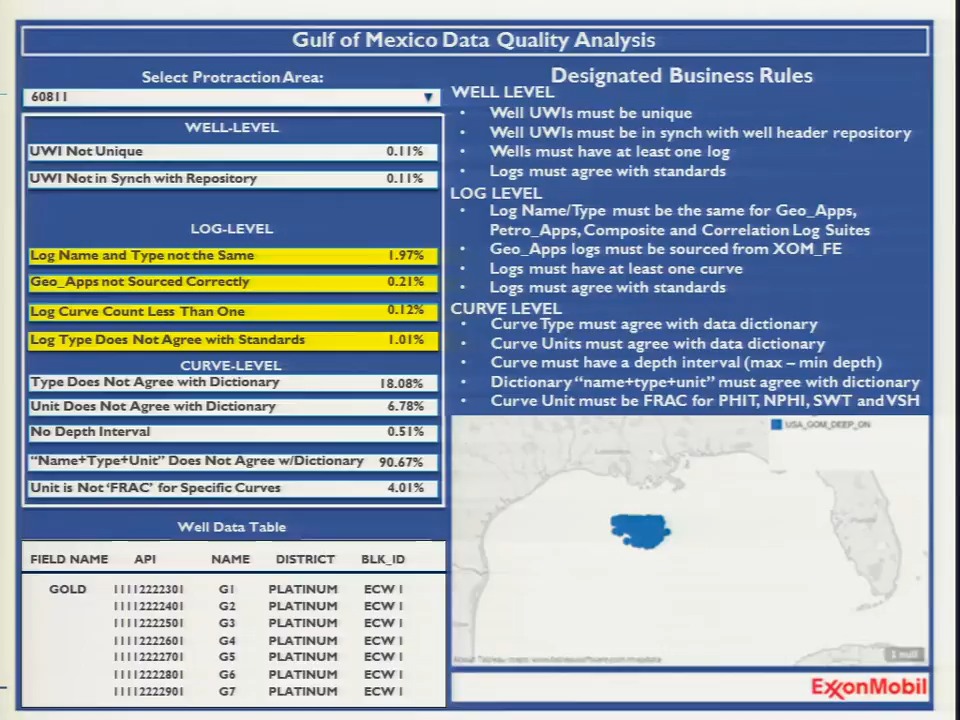 Gulf of Mexico Data Quality Analysis
Select Protraction Area:
60811
WELL-LEVEL
UWI Not Unique 0.11%
UWI Not in Synch with Repository 0.11%
LOG-LEVEL
Log Name and Type not the Same 1.97%
Geo_Apps not Sourced Correctly 0.21%
Log Curve Count Less Than One 0.12%
Log Type Does Not Agree with Standards 1.01%
CURVE-LEVEL
Type Does Not Agree with Dictionary 18.08%
Unit Does Not Agree with Dictionary 6.78%
No Depth Interval 0.51%
“Name+Type+Unit” Does Not Agree w/Dictionary 90.67%
Unit is Not ‘FRAC’ for Specific Curves 4.01%
Well Data Table
FIELD NAME API NAME DISTRICT BLK_ID
GOLD 11112222301 G1 PLATINUM ECW 1
11112222401 G2 PLATINUM ECW 1
11112222501 G3 PLATINUM ECW 1
11112222601 G4 PLATINUM ECW 1
11112222701 G5 PLATINUM ECW 1
11112222801 G6 PLATINUM ECW 1
11112222901 G7 PLATINUM ECW 1
Designated Business Rules
WELL LEVEL
• Well UWIs must be unique
• Well UWIs must be in synch with well header repository
• Wells must have at least one log
• Logs must agree with standards
LOG LEVEL
• Log Name/Type must be the same for Geo_Apps,
Petro_Apps, Composite and Correlation Log Suites
• Geo_Apps logs must be sourced from XOM_FE
• Logs must have at least one curve
• Logs must agree with standards
CURVE LEVEL
• Curve Type must agree with data dictionary
• Curve Units must agree with data dictionary
• Curve must have a depth interval (max – min depth)
• Dictionary “name+type+unit” must agree with dictionary
• Curve Unit must be FRAC for PHIT, NPHI, SWT and VSH
USA_GOM_DEEP_ON
Florida
About Tableau maps: www.tableausoftware.com/mapdata
1 null
ExxonMobil